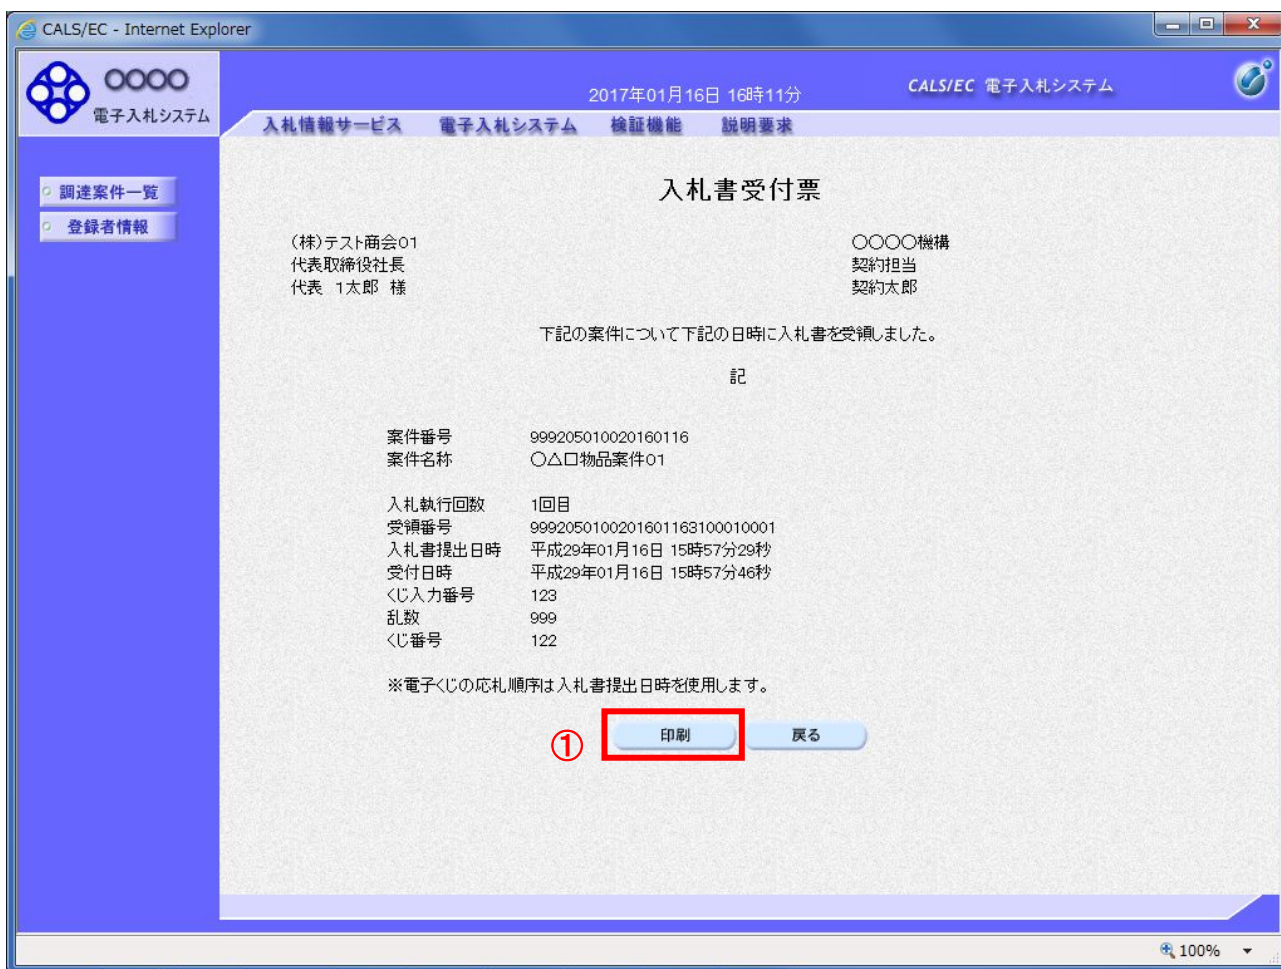 CALS/EC - Internet Explorer
○○○○
電子入札システム
2017年01月16日 16時11分
CALS/EC 電子入札システム
入札情報サービス 電子入札システム 検証機能 説明要求
調達案件一覧
登録者情報
入札書受付票
(株)テスト商会01
代表取締役社長
代表 1太郎 様
○○○○機構
契約担当
契約太郎
下記の案件について下記の日時に入札書を受領しました。
記
案件番号 999205010020160116
案件名称 ○△口物品案件01
入札執行回数 1回目
受領番号 9992050100201601163100010001
入札書提出日時 平成29年01月16日 15時57分29秒
受付日時 平成29年01月16日 15時57分46秒
くじ入力番号 123
乱数 999
くじ番号 122
※電子くじの応札順序は入札書提出日時を使用します。
① 印刷 戻る
100%